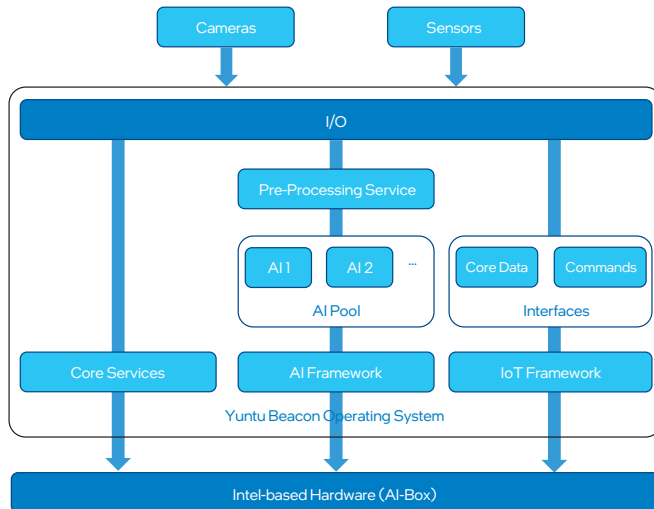 Cameras
Sensors
I/O
Pre-Processing Service
AI 1
AI 2
...
Core Data
Commands
AI Pool
Interfaces
Core Services
AI Framework
IoT Framework
Yuntu Beacon Operating System
Intel-based Hardware (AI-Box)